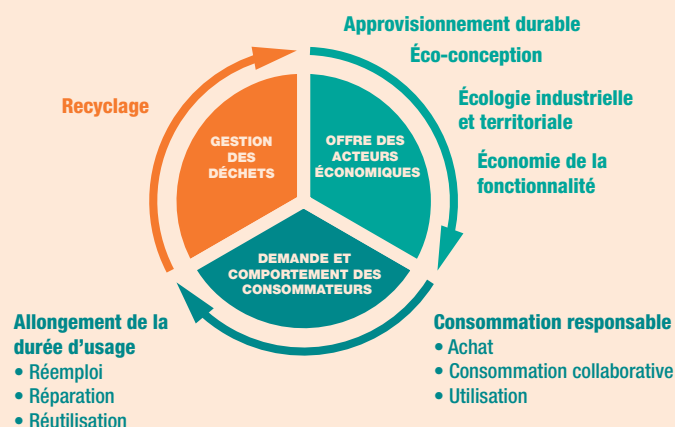 Approvisionnement durable
Éco-conception
Écologie industrielle
et territoriale
Économie de la
fonctionnalité
Recyclage
GESTION
DES
DÉCHETS
OFFRE DES
ACTEURS
ÉCONOMIQUES
DEMANDE ET
COMPORTEMENT DES
CONSOMMATEURS
Allongement de la
durée d’usage
• Réemploi
• Réparation
• Réutilisation
Consommation responsable
• Achat
• Consommation collaborative
• Utilisation